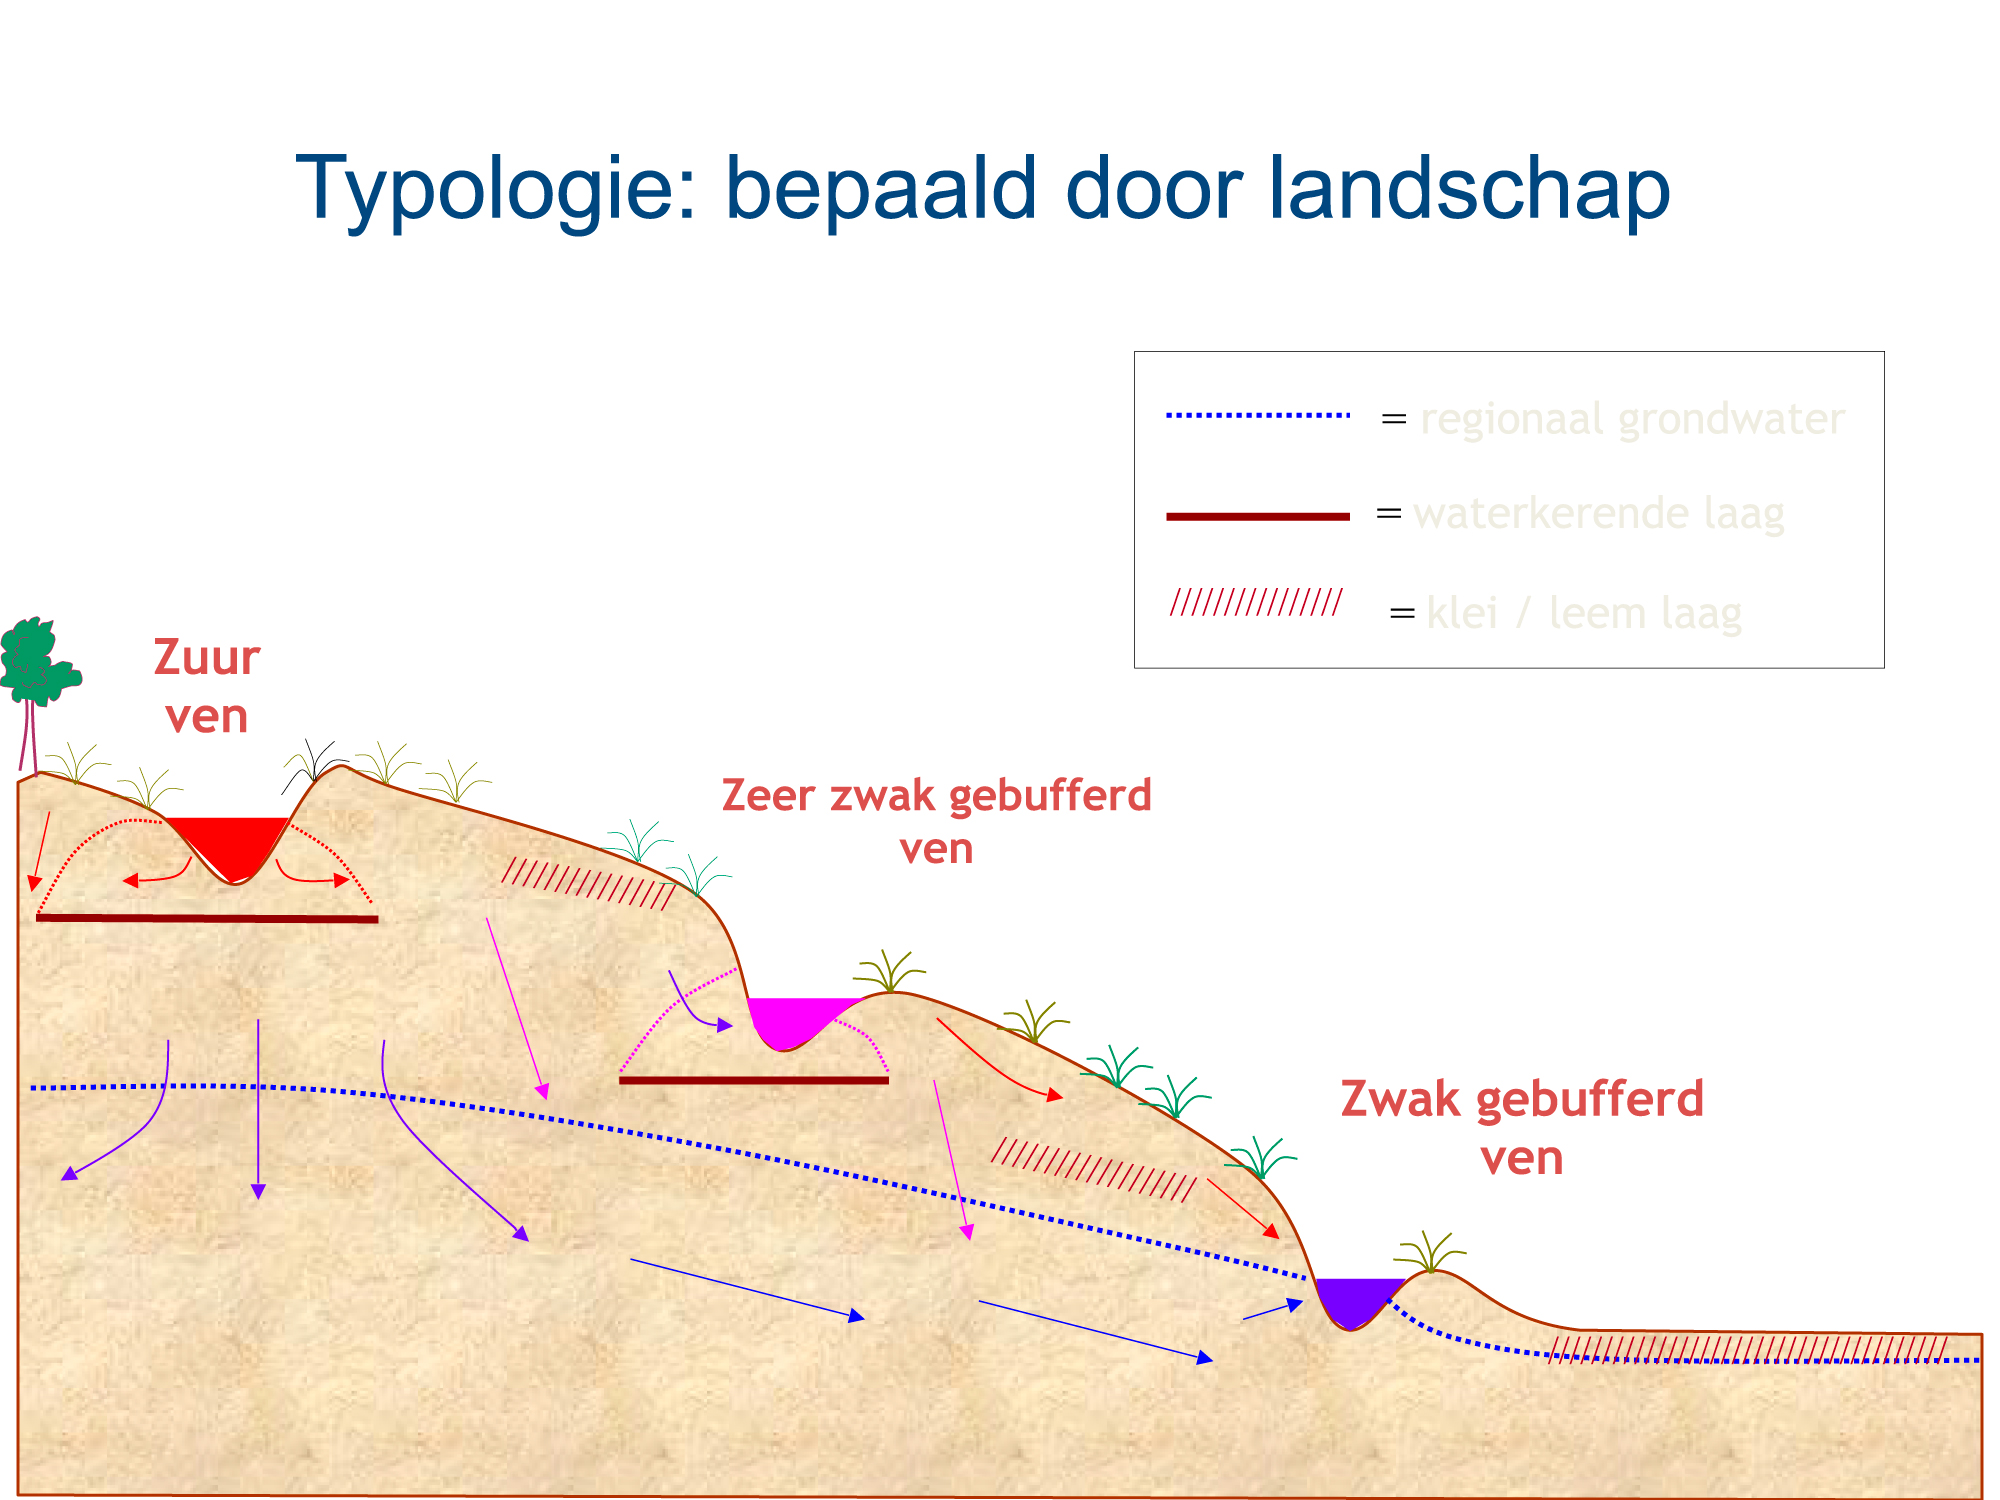 Typologie: bepaald door landschap
= regionaal grondwater
= waterkerende laag
= klei / leem laag
Zuur
ven
Zeer zwak gebufferd
ven
Zwak gebufferd
ven